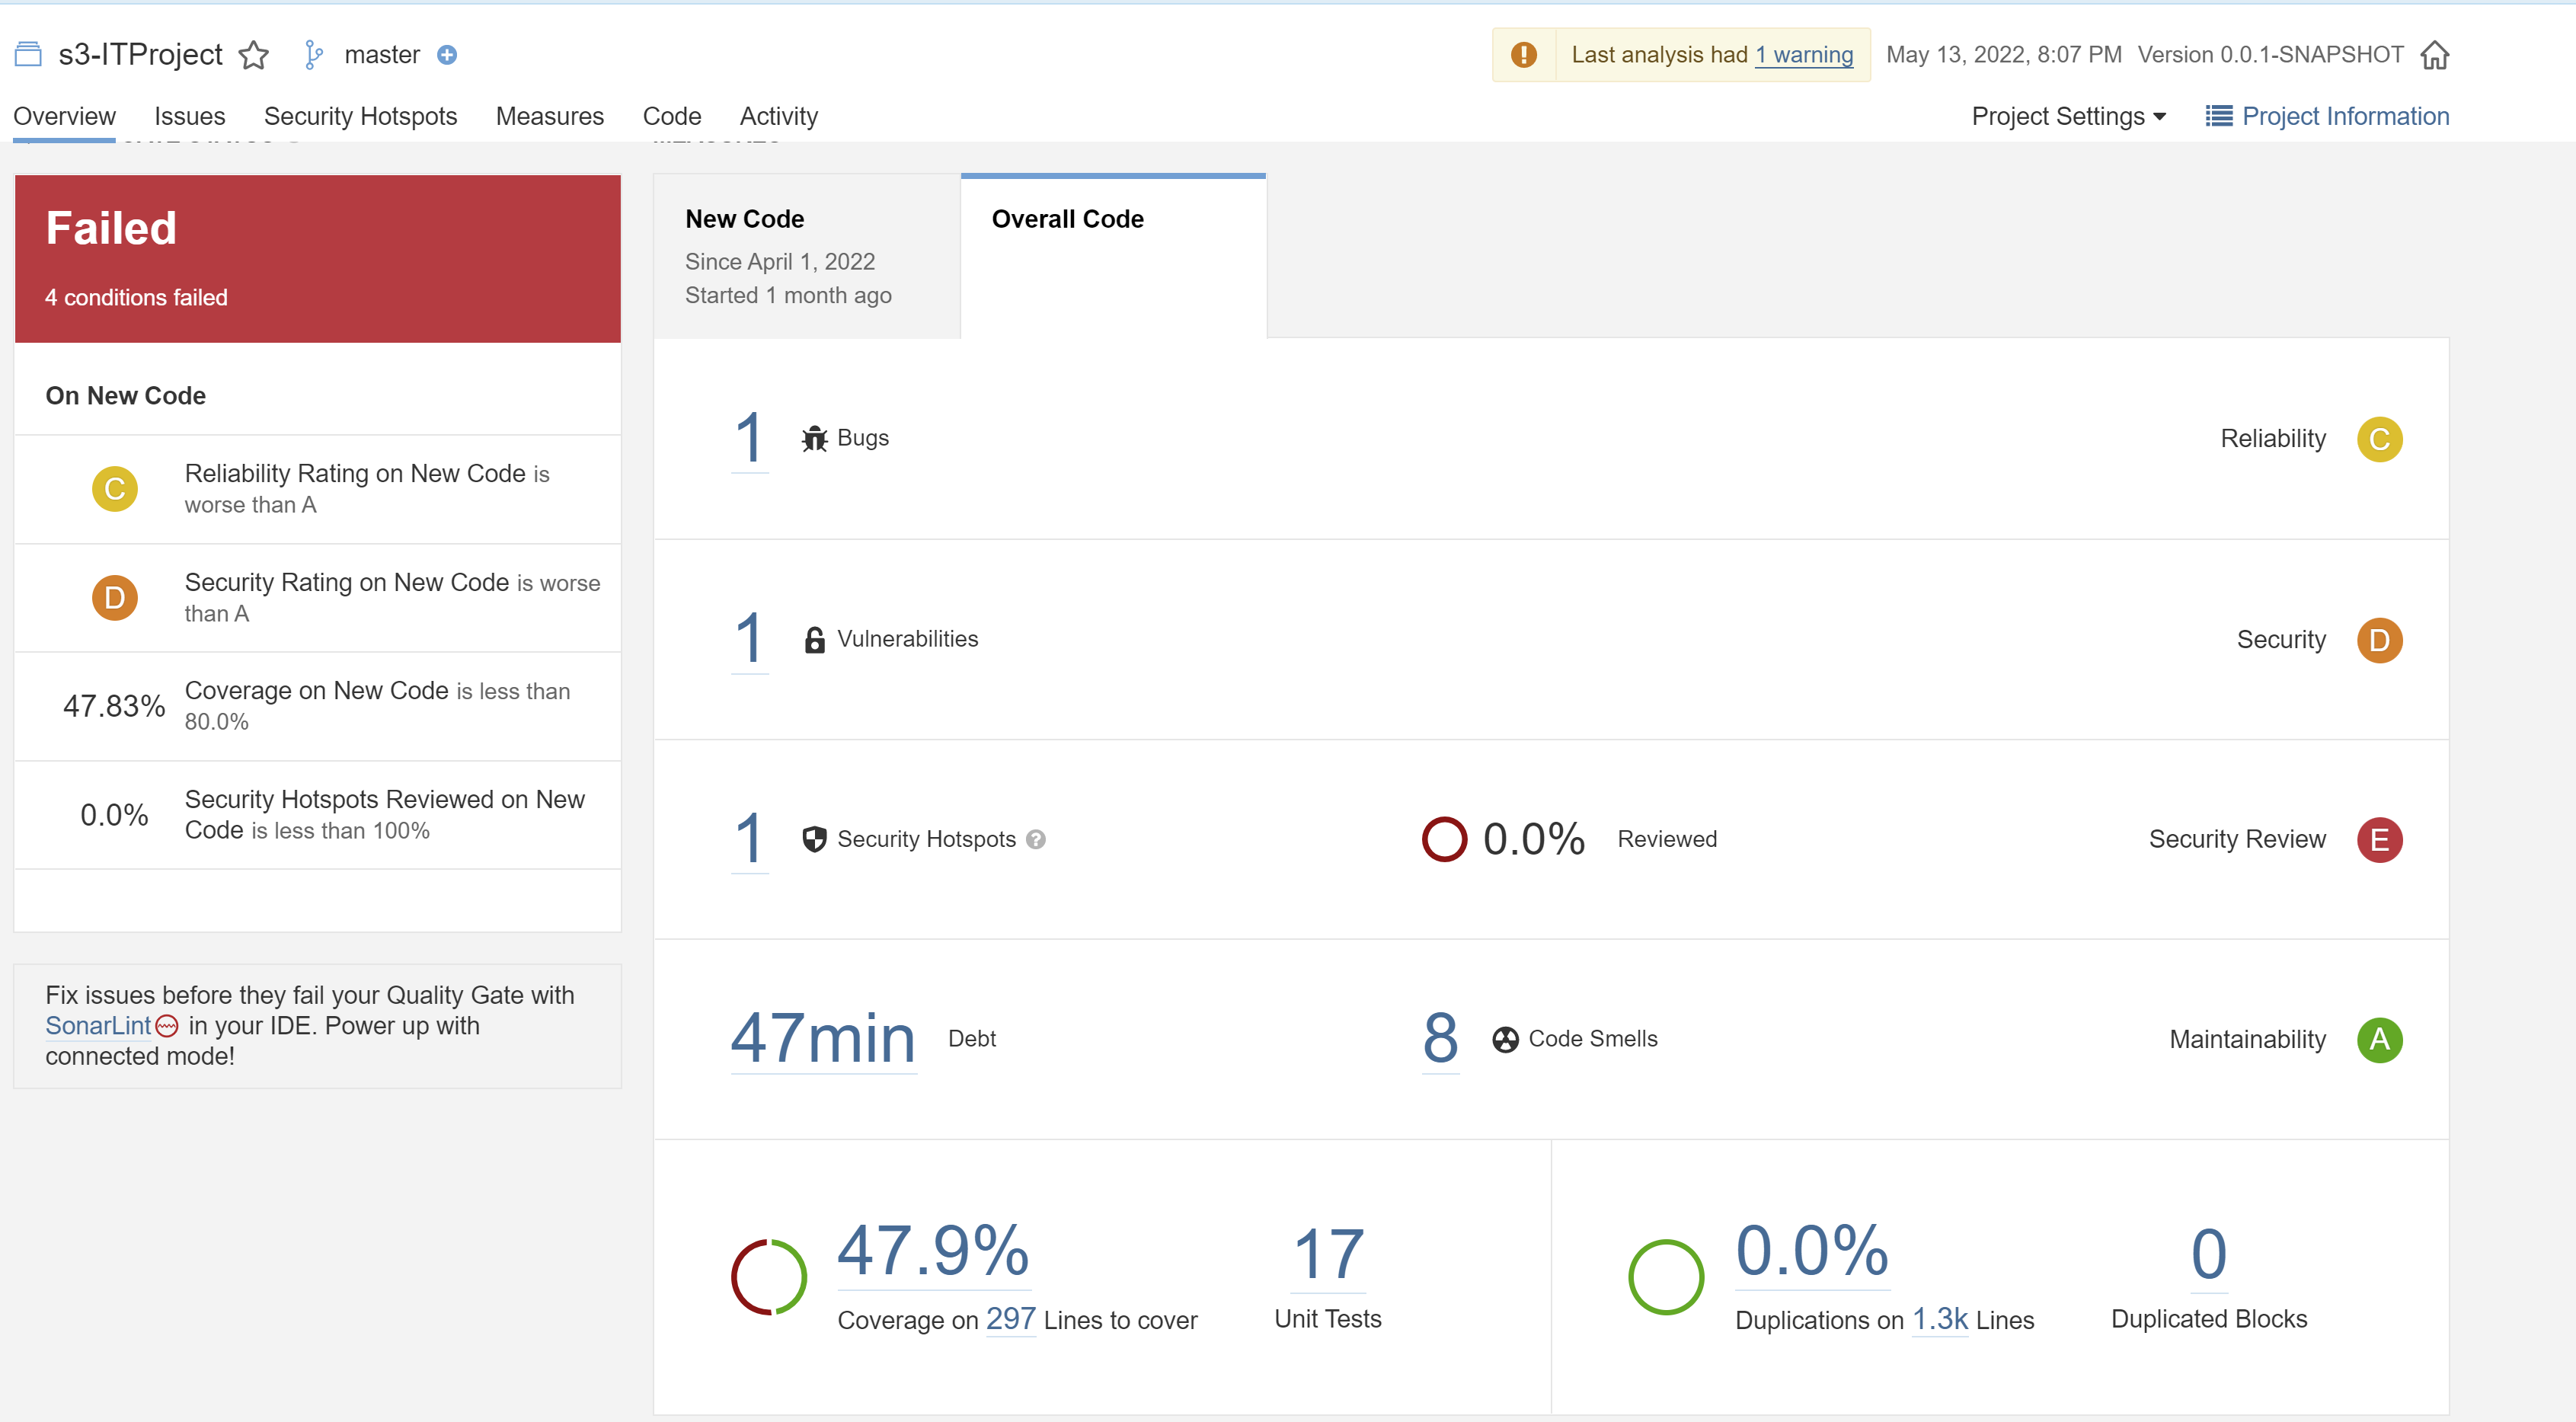 s3-ITProject
master
Last analysis had 1 warning
May 13, 2022, 8:07 PM
Version 0.0.1-SNAPSHOT
Overview
Issues
Security Hotspots
Measures
Code
Activity
Project Settings
Project Information
Failed
4 conditions failed
On New Code
C
Reliability Rating on New Code is
worse than A
D
Security Rating on New Code is worse
than A
47.83%
Coverage on New Code is less than
80.0%
0.0%
Security Hotspots Reviewed on New
Code is less than 100%
Fix issues before they fail your Quality Gate with
SonarLint in your IDE. Power up with
connected mode!
New Code
Since April 1, 2022
Started 1 month ago
Overall Code
1 Bugs
Reliability C
1 Vulnerabilities
Security D
1 Security Hotspots ?
0.0% Reviewed
Security Review E
47min Debt
8 Code Smells
Maintainability A
47.9%
Coverage on 297 Lines to cover
17
Unit Tests
0.0%
Duplications on 1.3k Lines
0
Duplicated Blocks